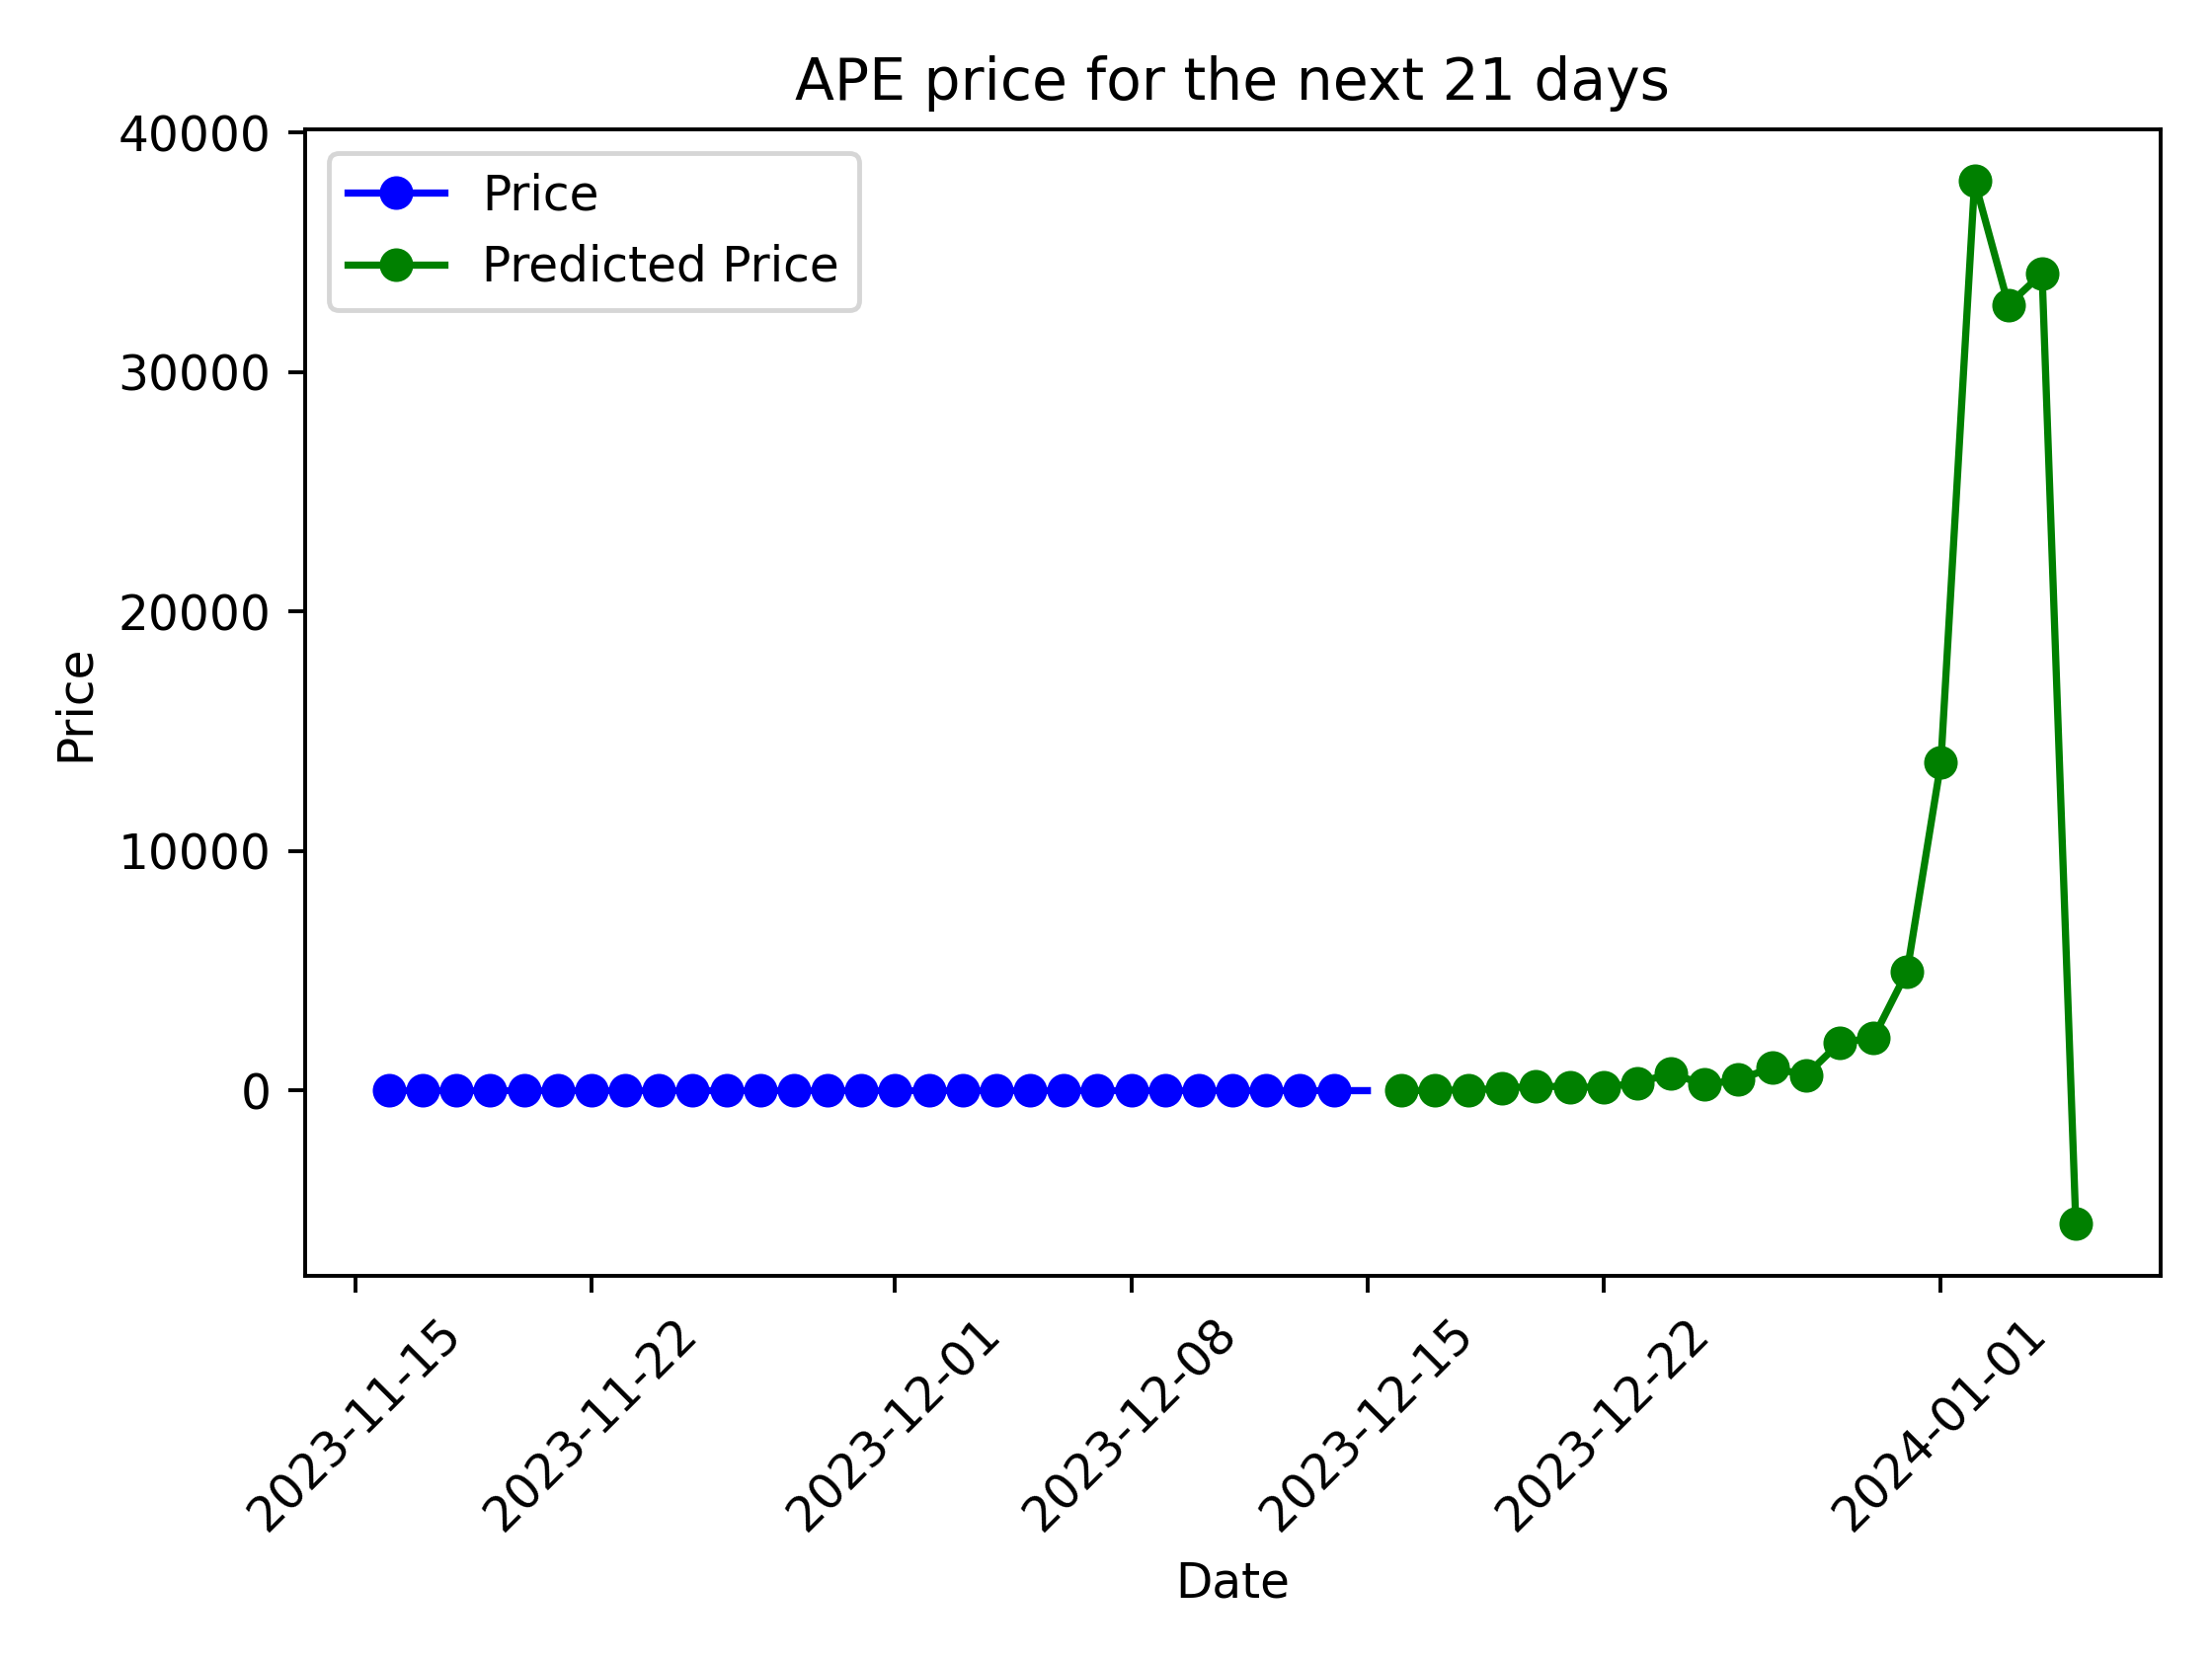 APE price for the next 21 days
Price
Predicted Price
40000
30000
20000
10000
0
Price
2023-11-15
2023-11-22
2023-12-01
2023-12-08
2023-12-15
2023-12-22
2024-01-01
Date